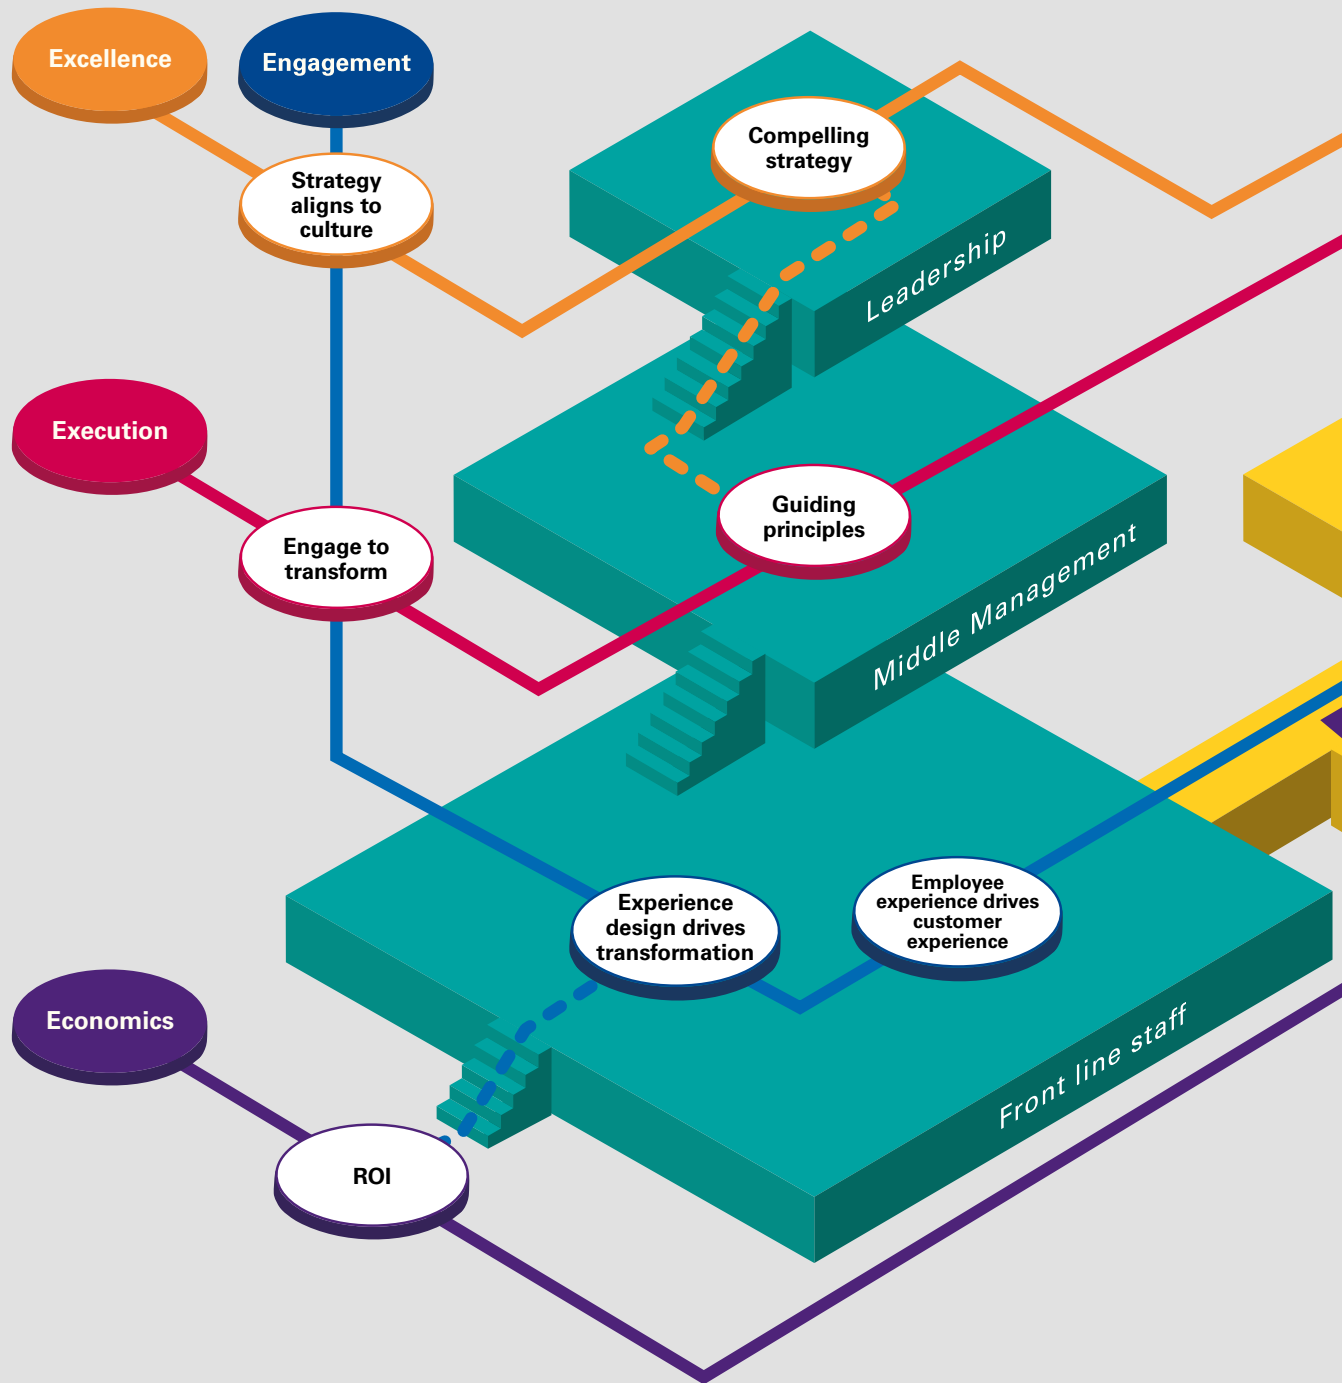 Excellence
Engagement
Strategy
aligns to
culture
Compelling
strategy
Leadership
Execution
Engage to
transform
Guiding
principles
Middle Management
Experience
design drives
transformation
Employee
experience drives
customer
experience
Front line staff
Economics
ROI